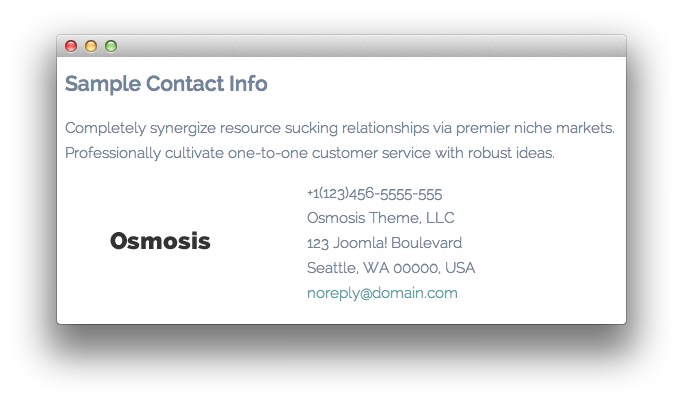 Sample Contact Info
Completely synergize resource sucking relationships via premier niche markets.
Professionally cultivate one-to-one customer service with robust ideas.
Osmosis
+1(123)456-5555-555
Osmosis Theme, LLC
123 Joomla! Boulevard
Seattle, WA 00000, USA
noreply@domain.com